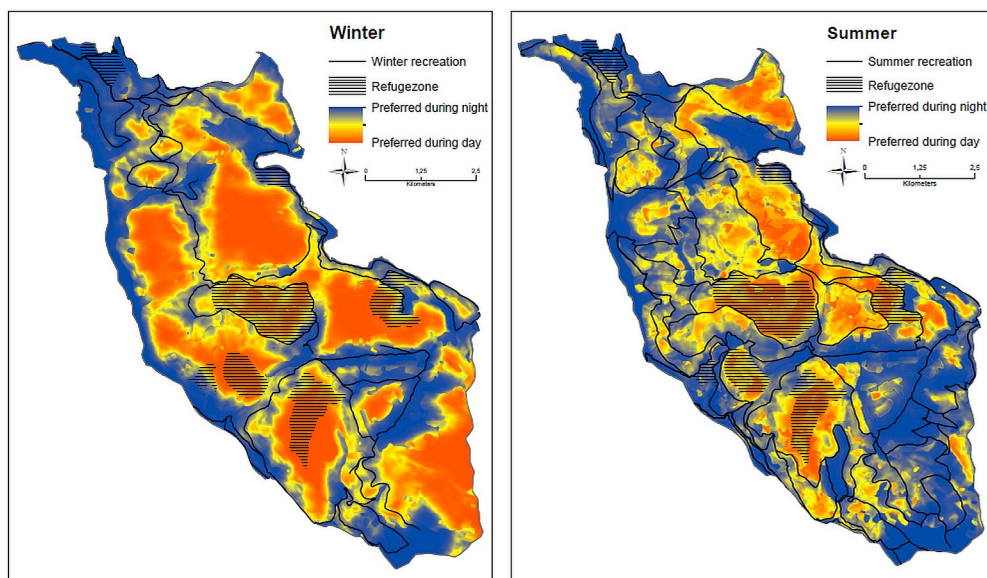 Winter
Winter recreation
Refugezone
Preferred during night
Preferred during day
N
0
1,25
2,5
Kilometers
Summer
Summer recreation
Refugezone
Preferred during night
Preferred during day
N
0
1,25
2,5
Kilometers